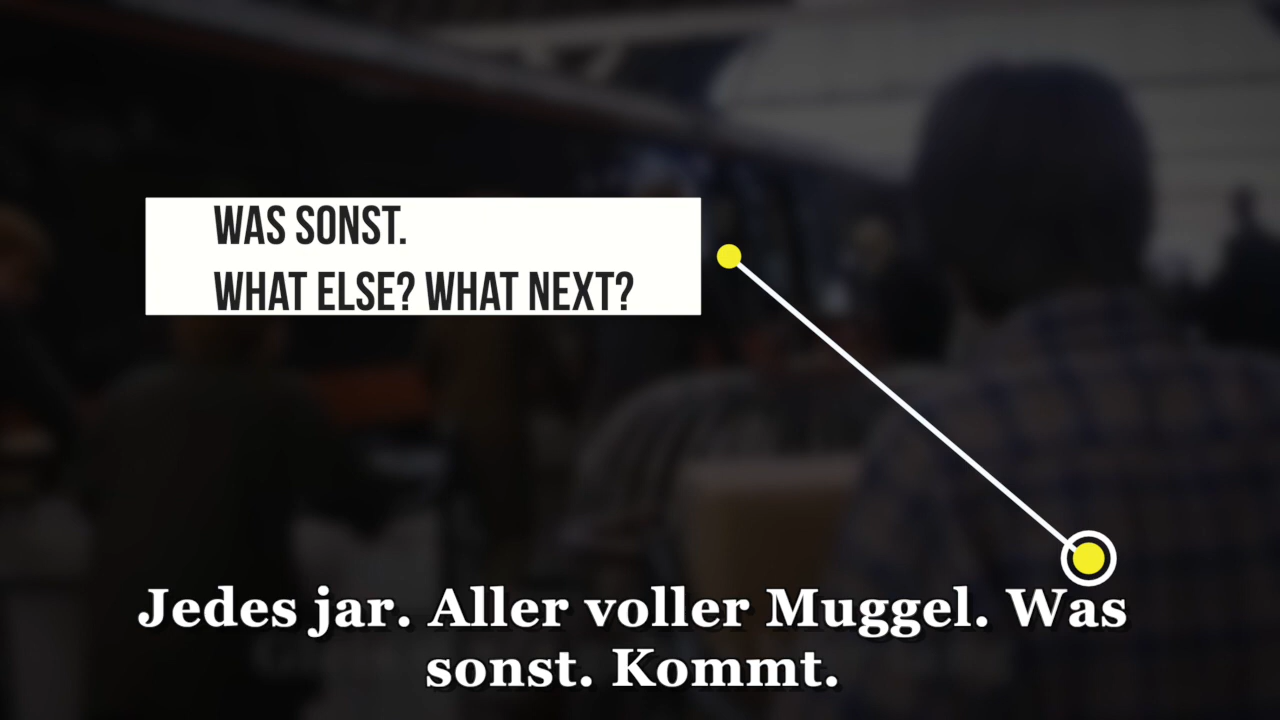 WAS SONST.
WHAT ELSE? WHAT NEXT?
Jedes jar. Aller voller Muggel. Was
sonst. Kommt.